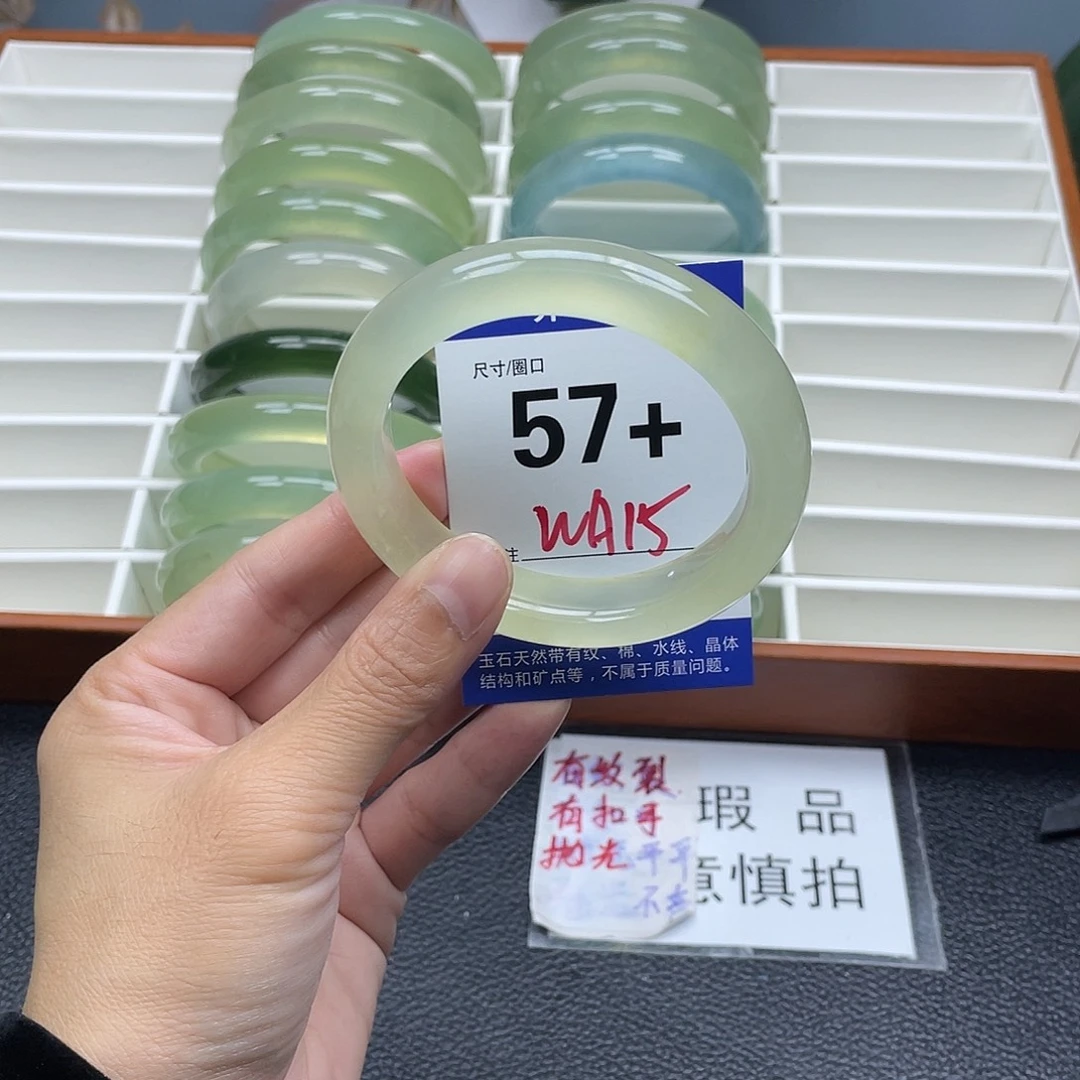 尺寸/圈口
57+
注 WA15
玉石天然带有纹、棉、水线、晶体
结构和矿点等，不属于质量问题。
有纹裂
有扣手
抛光
瑕 品
意慎拍